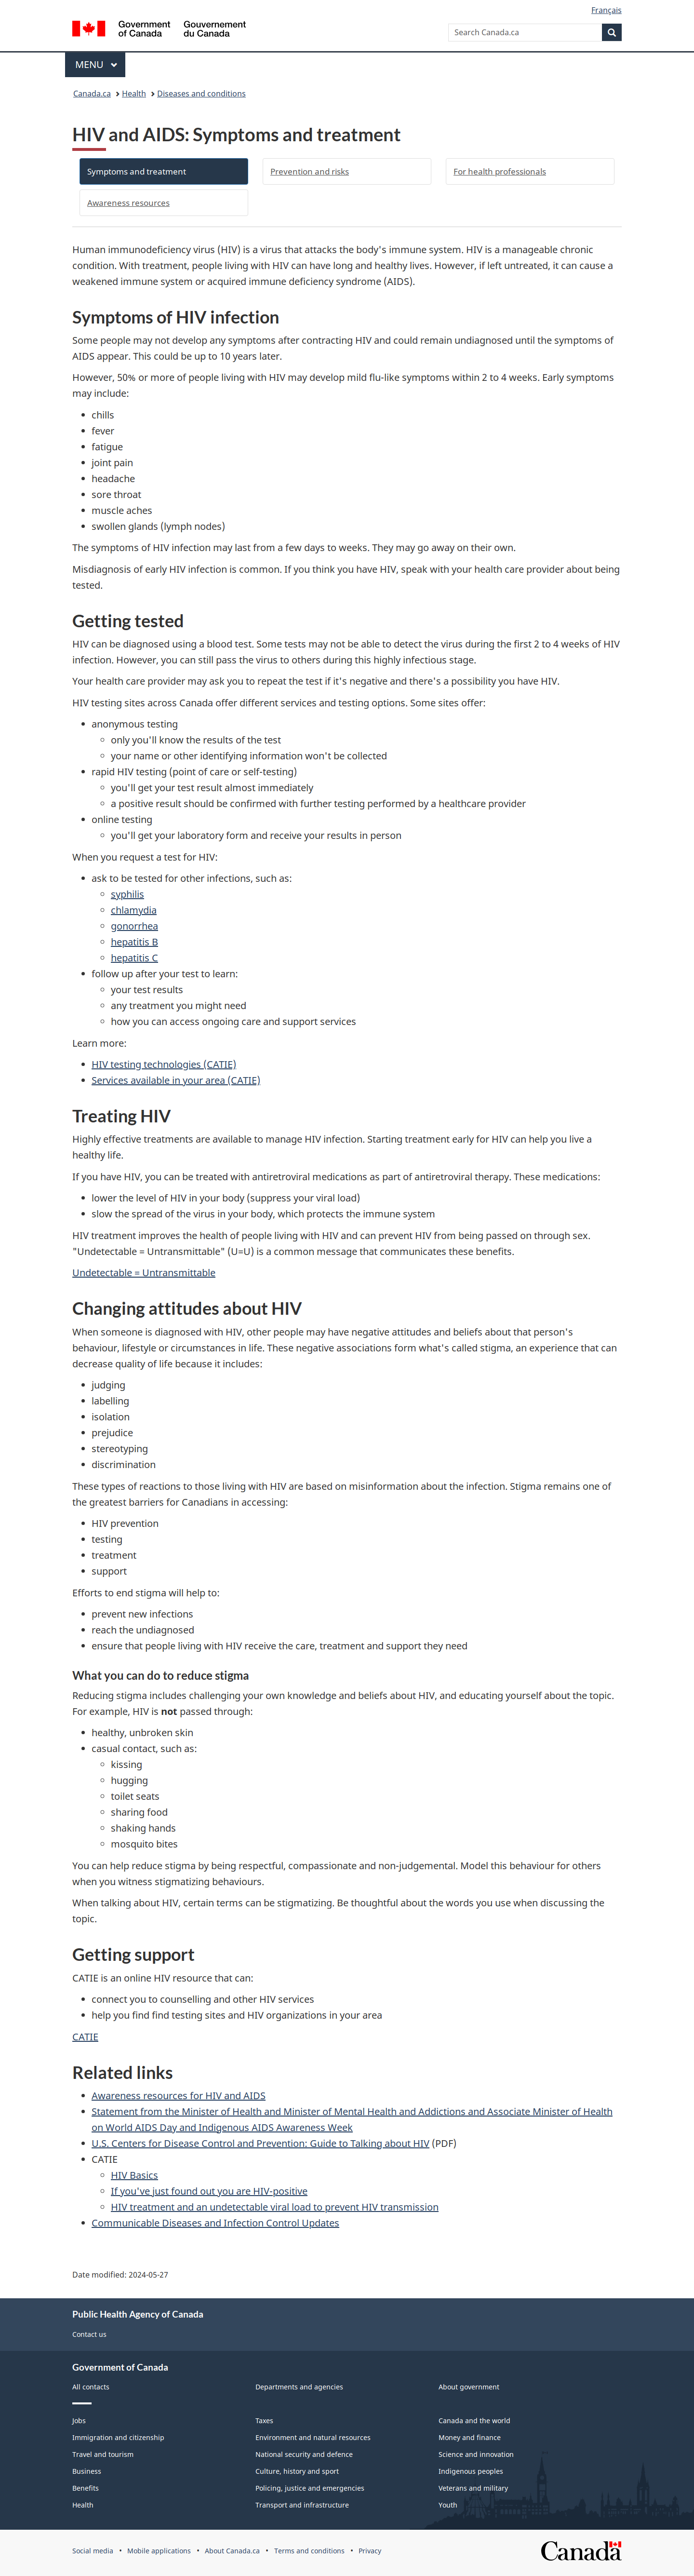 Français
Government of Canada
Gouvernement du Canada
Search Canada.ca
MENU
Canada.ca > Health > Diseases and conditions
HIV and AIDS: Symptoms and treatment
Symptoms and treatment
Prevention and risks
For health professionals
Awareness resources
Human immunodeficiency virus (HIV) is a virus that attacks the body's immune system. HIV is a manageable chronic
condition. With treatment, people living with HIV can have long and healthy lives. However, if left untreated, it can cause a
weakened immune system or acquired immune deficiency syndrome (AIDS).
Symptoms of HIV infection
Some people may not develop any symptoms after contracting HIV and could remain undiagnosed until the symptoms of
AIDS appear. This could be up to 10 years later.
However, 50% or more of people living with HIV may develop mild flu-like symptoms within 2 to 4 weeks. Early symptoms
may include:
chills
fever
fatigue
joint pain
headache
sore throat
muscle aches
swollen glands (lymph nodes)
The symptoms of HIV infection may last from a few days to weeks. They may go away on their own.
Misdiagnosis of early HIV infection is common. If you think you have HIV, speak with your health care provider about being
tested.
Getting tested
HIV can be diagnosed using a blood test. Some tests may not be able to detect the virus during the first 2 to 4 weeks of HIV
infection. However, you can still pass the virus to others during this highly infectious stage.
Your health care provider may ask you to repeat the test if it's negative and there's a possibility you have HIV.
HIV testing sites across Canada offer different services and testing options. Some sites offer:
anonymous testing
only you'll know the results of the test
your name or other identifying information won't be collected
rapid HIV testing (point of care or self-testing)
you'll get your test result almost immediately
a positive result should be confirmed with further testing performed by a healthcare provider
online testing
you'll get your laboratory form and receive your results in person
When you request a test for HIV:
ask to be tested for other infections, such as:
syphilis
chlamydia
gonorrhea
hepatitis B
hepatitis C
follow up after your test to learn:
your test results
any treatment you might need
how you can access ongoing care and support services
Learn more:
HIV testing technologies (CATIE)
Services available in your area (CATIE)
Treating HIV
Highly effective treatments are available to manage HIV infection. Starting treatment early for HIV can help you live a
healthy life.
If you have HIV, you can be treated with antiretroviral medications as part of antiretroviral therapy. These medications:
lower the level of HIV in your body (suppress your viral load)
slow the spread of the virus in your body, which protects the immune system
HIV treatment improves the health of people living with HIV and can prevent HIV from being passed on through sex.
"Undetectable = Untransmittable" (U=U) is a common message that communicates these benefits.
Undetectable = Untransmittable
Changing attitudes about HIV
When someone is diagnosed with HIV, other people may have negative attitudes and beliefs about that person's
behaviour, lifestyle or circumstances in life. These negative associations form what's called stigma, an experience that can
decrease quality of life because it includes:
judging
labelling
isolation
prejudice
stereotyping
discrimination
These types of reactions to those living with HIV are based on misinformation about the infection. Stigma remains one of
the greatest barriers for Canadians in accessing:
HIV prevention
testing
treatment
support
Efforts to end stigma will help to:
prevent new infections
reach the undiagnosed
ensure that people living with HIV receive the care, treatment and support they need
What you can do to reduce stigma
Reducing stigma includes challenging your own knowledge and beliefs about HIV, and educating yourself about the topic.
For example, HIV is not passed through:
healthy, unbroken skin
casual contact, such as:
kissing
hugging
toilet seats
sharing food
shaking hands
mosquito bites
You can help reduce stigma by being respectful, compassionate and non-judgemental. Model this behaviour for others
when you witness stigmatizing behaviours.
When talking about HIV, certain terms can be stigmatizing. Be thoughtful about the words you use when discussing the
topic.
Getting support
CATIE is an online HIV resource that can:
connect you to counselling and other HIV services
help you find find testing sites and HIV organizations in your area
CATIE
Related links
Awareness resources for HIV and AIDS
Statement from the Minister of Health and Minister of Mental Health and Addictions and Associate Minister of Health
on World AIDS Day and Indigenous AIDS Awareness Week
U.S. Centers for Disease Control and Prevention: Guide to Talking about HIV (PDF)
CATIE
HIV Basics
If you've just found out you are HIV-positive
HIV treatment and an undetectable viral load to prevent HIV transmission
Communicable Diseases and Infection Control Updates
Date modified: 2024-05-27
Public Health Agency of Canada
Contact us
Government of Canada
All contacts
Departments and agencies
About government
Jobs
Taxes
Canada and the world
Immigration and citizenship
Environment and natural resources
Money and finance
Travel and tourism
National security and defence
Science and innovation
Business
Culture, history and sport
Indigenous peoples
Benefits
Policing, justice and emergencies
Veterans and military
Health
Transport and infrastructure
Youth
Social media • Mobile applications • About Canada.ca • Terms and conditions • Privacy
Canada